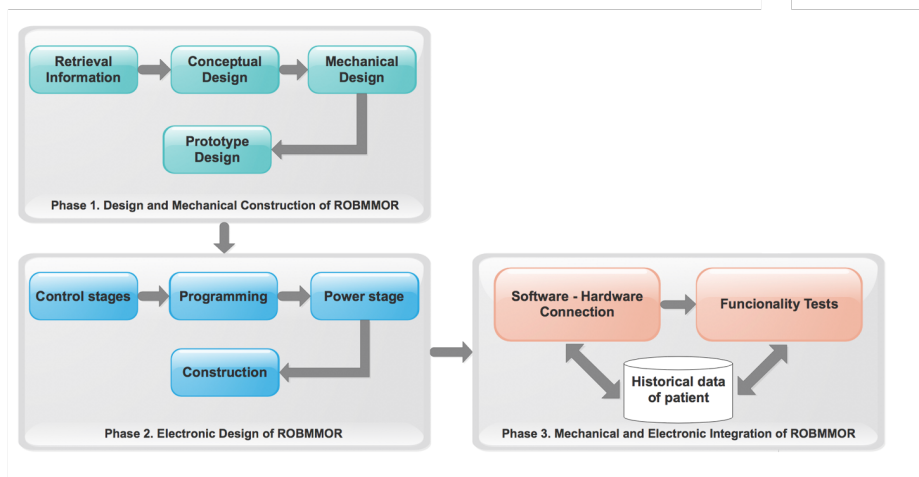 Retrieval
Information
Conceptual
Design
Mechanical
Design
Prototype
Design
Phase 1. Design and Mechanical Construction of ROBMMOR
Control stages
Programming
Power stage
Construction
Phase 2. Electronic Design of ROBMMOR
Software - Hardware
Connection
Funcionality Tests
Historical data
of patient
Phase 3. Mechanical and Electronic Integration of ROBMMOR